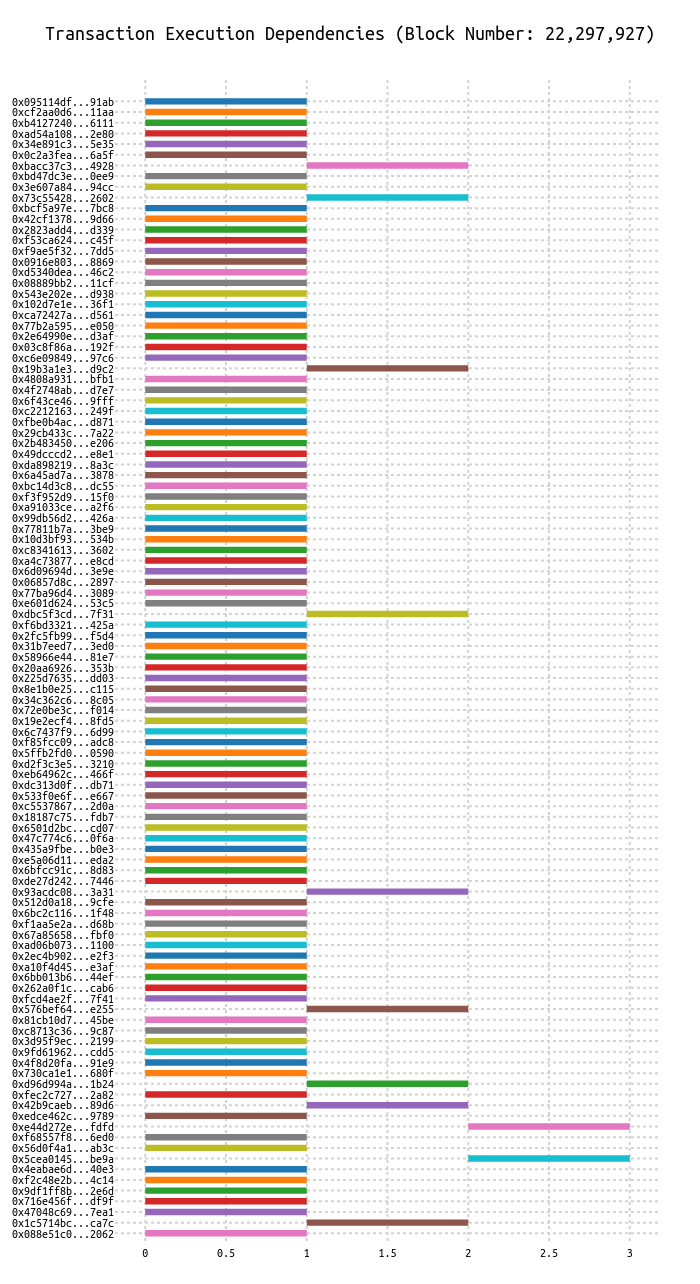 Transaction Execution Dependencies (Block Number: 22,297,927)
0x095114df...91ab
0xcf2aa0d6...11aa
0xb4127240...6111
0xad54a108...2e80
0x34e891c3...5e35
0x0c2a3fea...6a5f
0xbacc37c3...4928
0xbd47dc3e...0ee9
0x3e607a84...94cc
0x73c55428...2602
0xbcf5a97e...7bc8
0x42cf1378...9d66
0x2823add4...d339
0xf53ca624...c45f
0xf9ae5f32...7dd5
0x0916e803...8869
0xd5340dea...46c2
0x08889bb2...11cf
0x543e202e...d938
0x102d7e1e...36f1
0xca72427a...d561
0x77b2a595...e050
0x2e64990e...d3af
0x03c8f86a...192f
0xc6e09849...97c6
0x19b3a1e3...d9c2
0x4808a931...bfb1
0x4f2748ab...d7e7
0x6f43ce46...9fff
0xc2212163...249f
0xfbe0b4ac...d871
0x29cb433c...7a22
0x2b483450...e206
0x49dcccd2...e8e1
0xda898219...8a3c
0x6a45ad7a...3878
0xbc14d3c8...dc55
0xf3f952d9...15f0
0xa91033ce...a2f6
0x99db56d2...426a
0x77811b7a...3be9
0x10d3bf93...534b
0xc8341613...3602
0xa4c73877...e8cd
0x6d09694d...3e9e
0x06857d8c...2897
0x77ba96d4...3089
0xe601d624...53c5
0xdbc5f3cd...7f31
0xf6bd3321...425a
0x2fc5fb99...f5d4
0x31b7eed7...3ed0
0x58966e44...81e7
0x20aa6926...353b
0x225d7635...dd03
0x8e1b0e25...c115
0x34c362c6...8c05
0x72e0be3c...f014
0x19e2ecf4...8fd5
0x6c7437f9...6d99
0xf85fcc09...adc8
0x5ffb2fd0...0590
0xd2f3c3e5...3210
0xeb64962c...466f
0xdc313d0f...db71
0x533f0e6f...e667
0xc5537867...2d0a
0x18187c75...fdb7
0x6501d2bc...cd07
0x47c774c6...0f6a
0x435a9fbe...b0e3
0xe5a06d11...eda2
0x6bfcc91c...8d83
0xde27d242...7446
0x93acdc08...3a31
0x512d0a18...9cfe
0x6bc2c116...1f48
0xf1aa5e2a...d68b
0x67a85658...fbf0
0xad06b073...1100
0x2ec4b902...e2f3
0xa10f4d45...e3af
0x6bb013b6...44ef
0x262a0f1c...cab6
0xfcd4ae2f...7f41
0x576bef64...e255
0x81cb10d7...45be
0xc8713c36...9c87
0x3d95f9ec...2199
0x9fd61962...cdd5
0x4f8d20fa...91e9
0x730ca1e1...680f
0xd96d994a...1b24
0xfec2c727...2a82
0x42b9caeb...89d6
0xedce462c...9789
0xe44d272e...fdfd
0xf68557f8...6ed0
0x56d0f4a1...ab3c
0x5cea0145...be9a
0x4eabae6d...40e3
0xf2c48e2b...4c14
0x9df1ff8b...2e6d
0x716e456f...df9f
0x47048c69...7ea1
0x1c5714bc...ca7c
0x088e51c0...2062
0 0.5 1 1.5 2 2.5 3